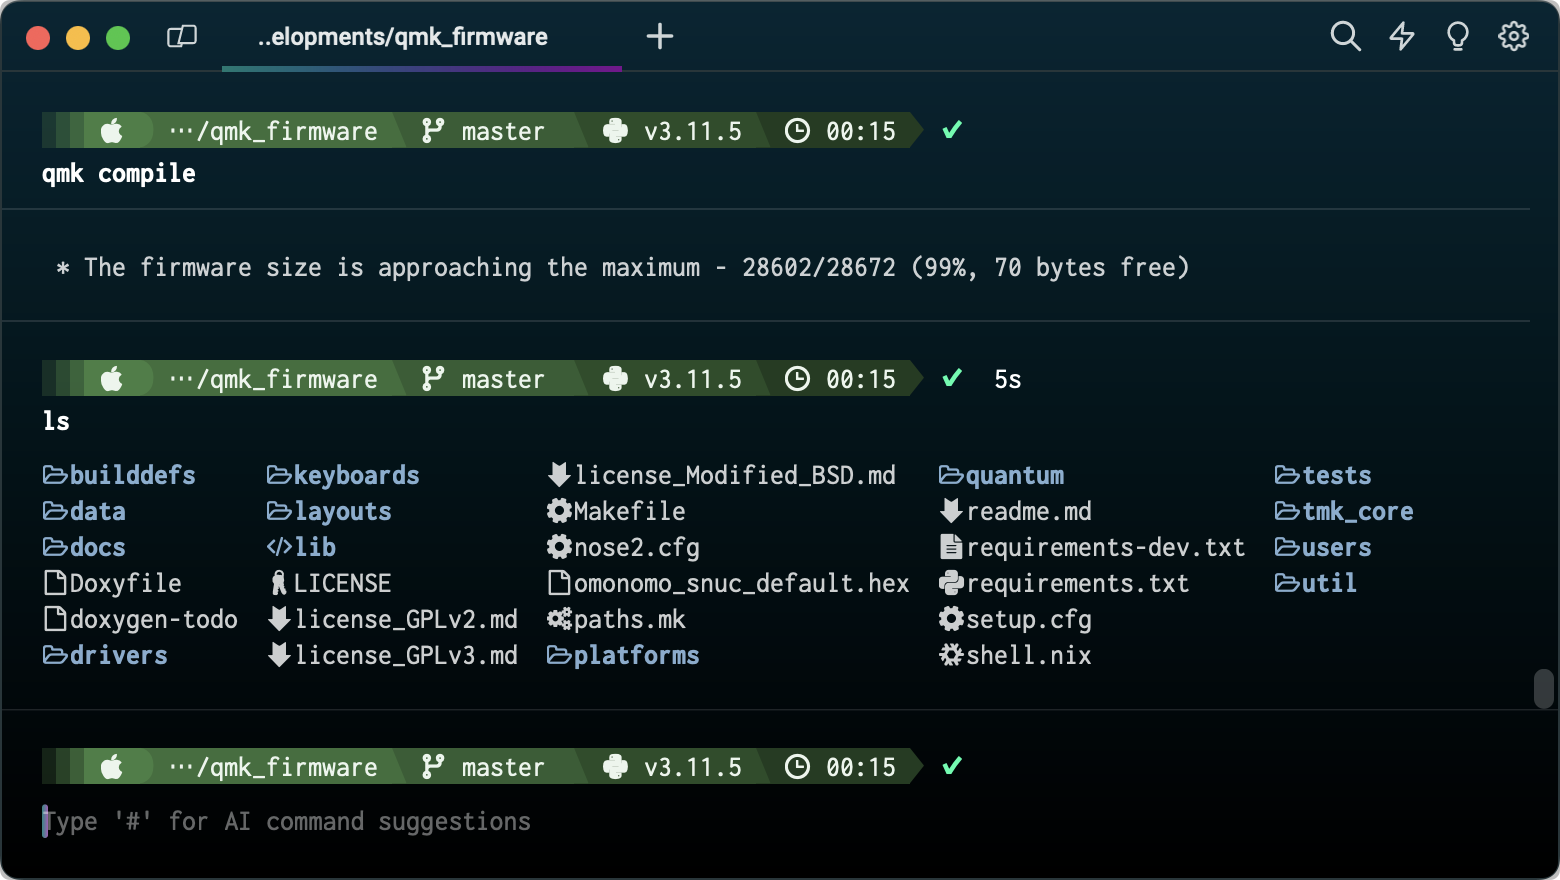 ..elopments/qmk_firmware
···/qmk_firmware master v3.11.5 00:15 ✔
qmk compile
* The firmware size is approaching the maximum - 28602/28672 (99%, 70 bytes free)
···/qmk_firmware master v3.11.5 00:15 ✔ 5s
ls
builddefs keyboards license_Modified_BSD.md quantum tests
data layouts Makefile readme.md tmk_core
docs lib nose2.cfg requirements-dev.txt users
Doxyfile LICENSE omonomo_snuc_default.hex requirements.txt util
doxygen-todo license_GPLv2.md paths.mk setup.cfg
drivers license_GPLv3.md platforms shell.nix
···/qmk_firmware master v3.11.5 00:15 ✔
Type '#' for AI command suggestions